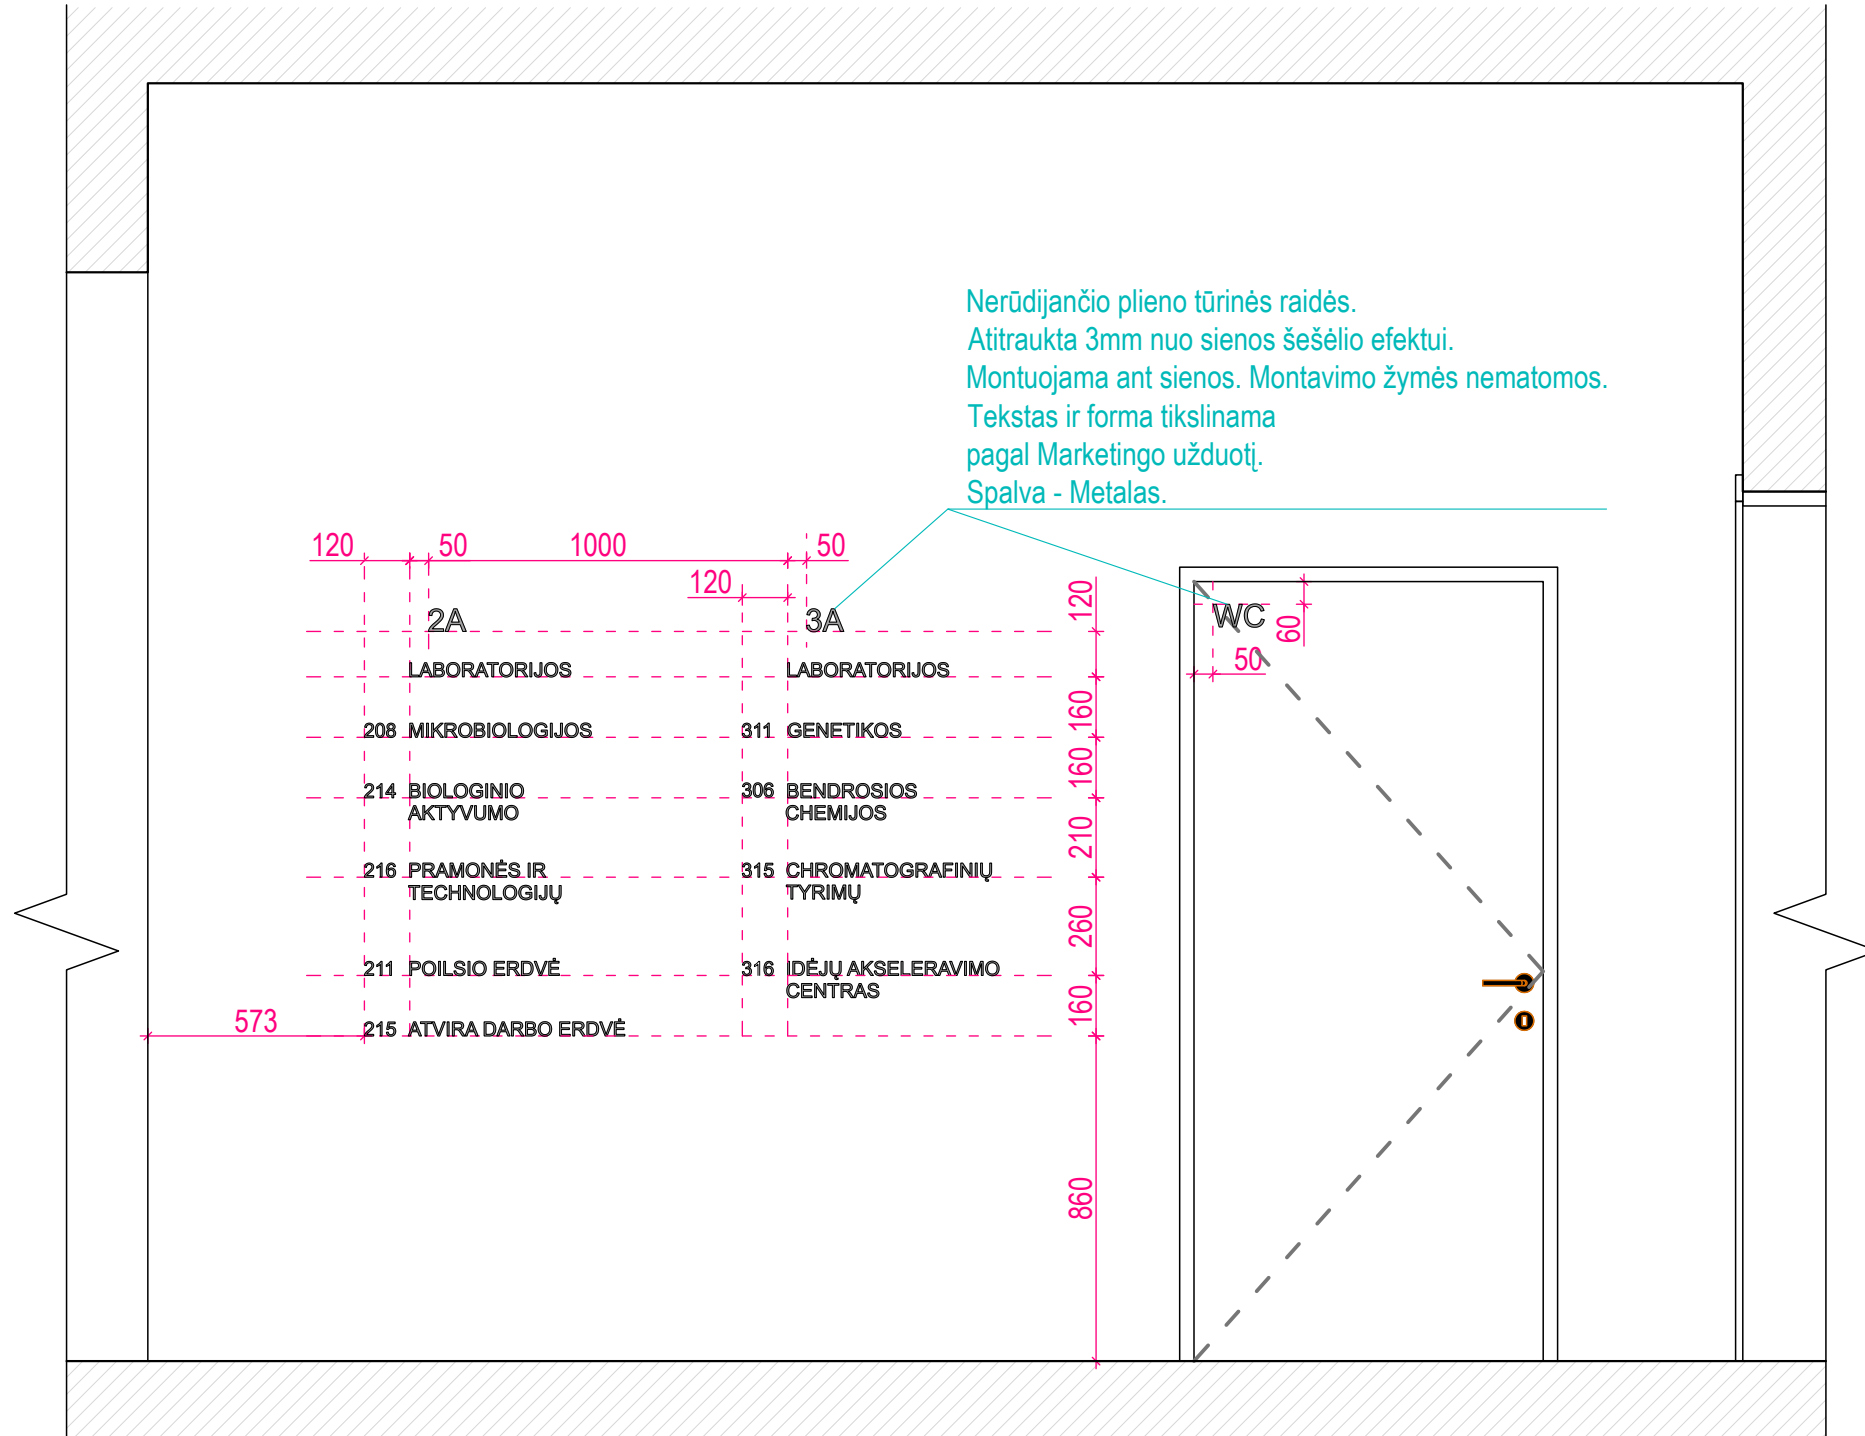 Nerūdijančio plieno tūrinės raidės.
Atitraukta 3mm nuo sienos šešėlio efektui.
Montuojama ant sienos. Montavimo žymės nematomos.
Tekstas ir forma tikslinama
pagal Marketingo užduotį.
Spalva - Metalas.
120 50 1000 50
120
2A
LABORATORIJOS
208 MIKROBIOLOGIJOS
214 BIOLOGINIO
AKTYVUMO
216 PRAMONĖS IR
TECHNOLOGIJŲ
211 POILSIO ERDVĖ
215 ATVIRA DARBO ERDVĖ
573
3A
LABORATORIJOS
311 GENETIKOS
306 BENDROSIOS
CHEMIJOS
315 CHROMATOGRAFINIŲ
TYRIMŲ
316 IDĖJŲ AKSELERAVIMO
CENTRAS
120
160
160
210
260
160
860
WC
60
50